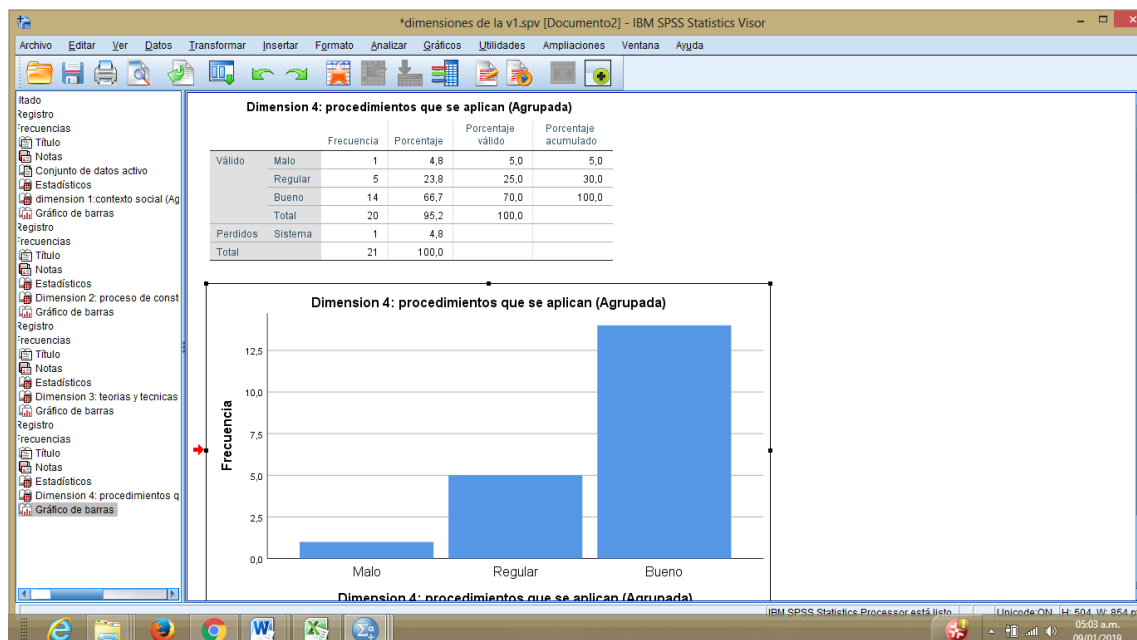 *dimensiones de la v1.spv [Documento2] - IBM SPSS Statistics Visor
Archivo Editar Ver Datos Transformar Insertar Formato Analizar Gráficos Utilidades Ampliaciones Ventana Ayuda
ltado
Registro
Frecuencias
Título
Notas
Conjunto de datos activo
Estadísticos
dimension 1:contexto social (Ag
Gráfico de barras
Registro
Frecuencias
Título
Notas
Estadísticos
Dimension 2: proceso de const
Gráfico de barras
Registro
Frecuencias
Título
Notas
Estadísticos
Dimension 3: teorias y tecnicas
Gráfico de barras
Registro
Frecuencias
Título
Notas
Estadísticos
Dimension 4: procedimientos q
Gráfico de barras
Dimension 4: procedimientos que se aplican (Agrupada)
Frecuencia Porcentaje Porcentaje válido Porcentaje acumulado
Válido Malo 1 4,8 5,0 5,0
Regular 5 23,8 25,0 30,0
Bueno 14 66,7 70,0 100,0
Total 20 95,2 100,0
Perdidos Sistema 1 4,8
Total 21 100,0
Dimension 4: procedimientos que se aplican (Agrupada)
Frecuencia
12,5
10,0
7,5
5,0
2,5
0,0
Malo Regular Bueno
Dimension 4: procedimientos que se aplican (Agrupada)
IBM SPSS Statistics Processor está listo Unicode:ON H: 504, W: 854 p
05:03 a.m.
09/01/2019